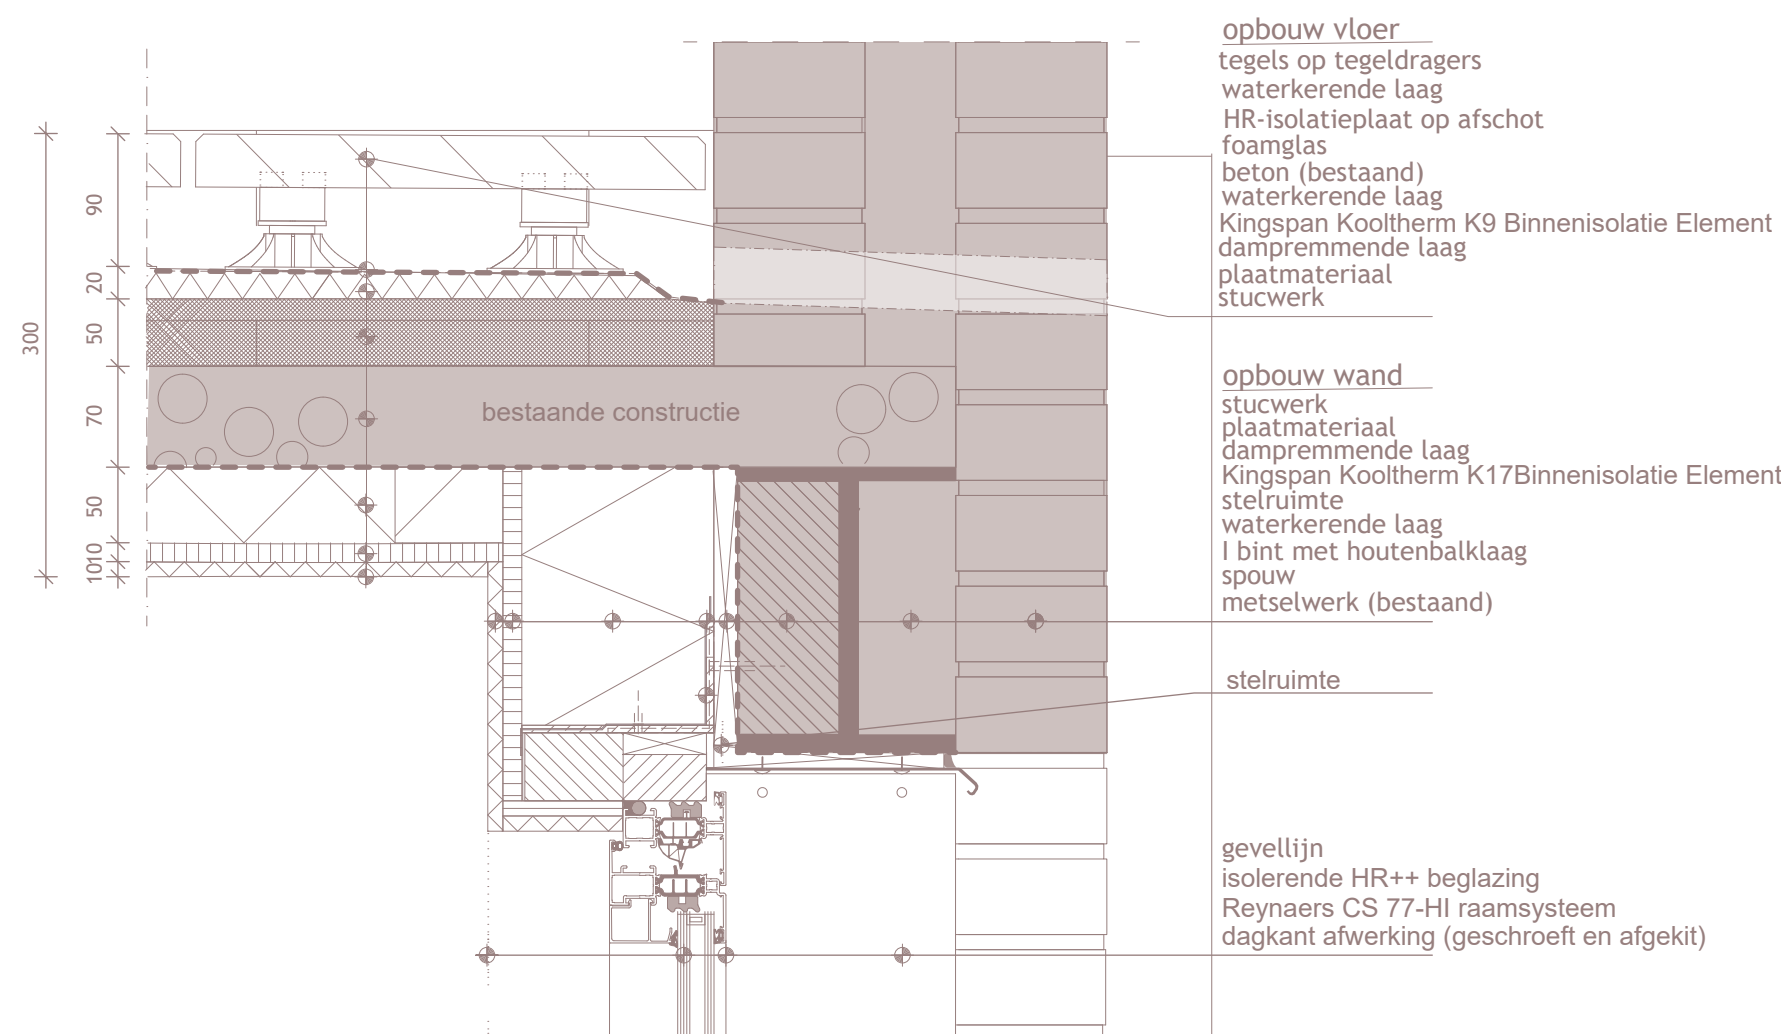 opbouw vloer
tegels op tegeldragers
waterkerende laag
HR-isolatieplaat op afschot
foamglas
beton (bestaand)
waterkerende laag
Kingspan Kooltherm K9 Binnenisolatie Element
dampremmende laag
plaatmateriaal
stucwerk
opbouw wand
stucwerk
plaatmateriaal
dampremmende laag
Kingspan Kooltherm K17Binnenisolatie Element
stelruimte
waterkerende laag
I bint met houtenbalklaag
spouw
metselwerk (bestaand)
stelruimte
gevellijn
isolerende HR++ beglazing
Reynaers CS 77-HI raamsysteem
dagkant afwerking (geschroeft en afgekit)
bestaande constructie
300
90
20
50
70
50
10
10